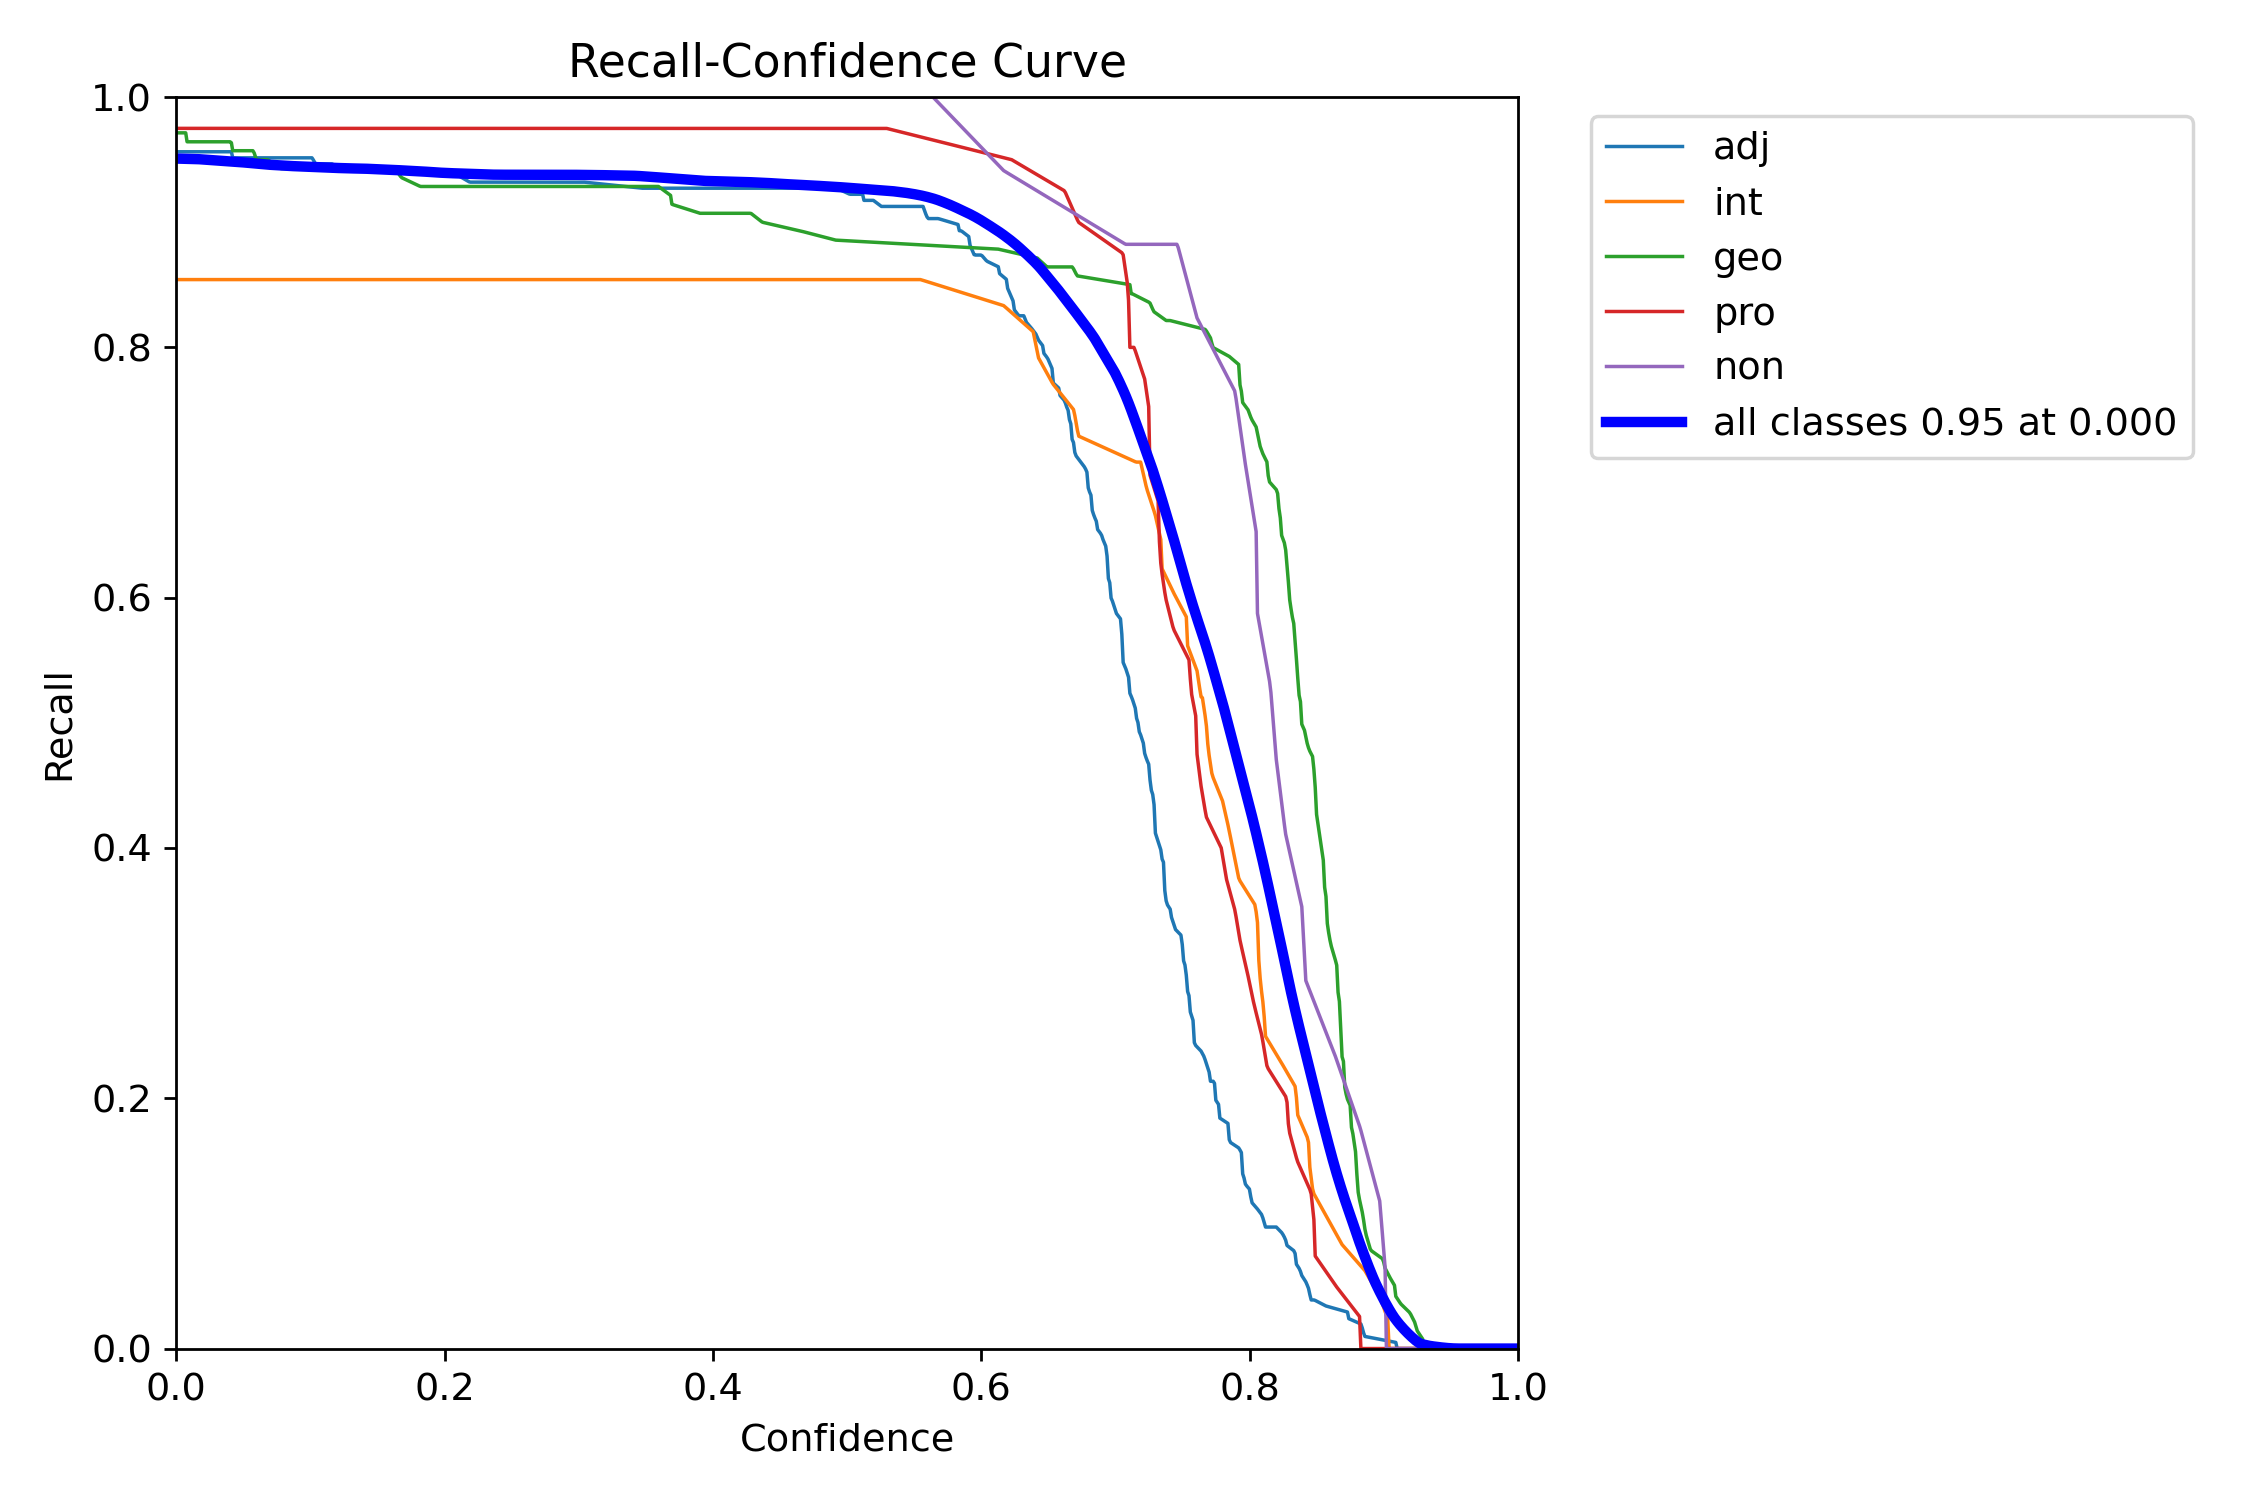 Recall-Confidence Curve
1.0
0.8
0.6
0.4
0.2
0.0
Recall
0.0 0.2 0.4 0.6 0.8 1.0
Confidence
adj
int
geo
pro
non
all classes 0.95 at 0.000